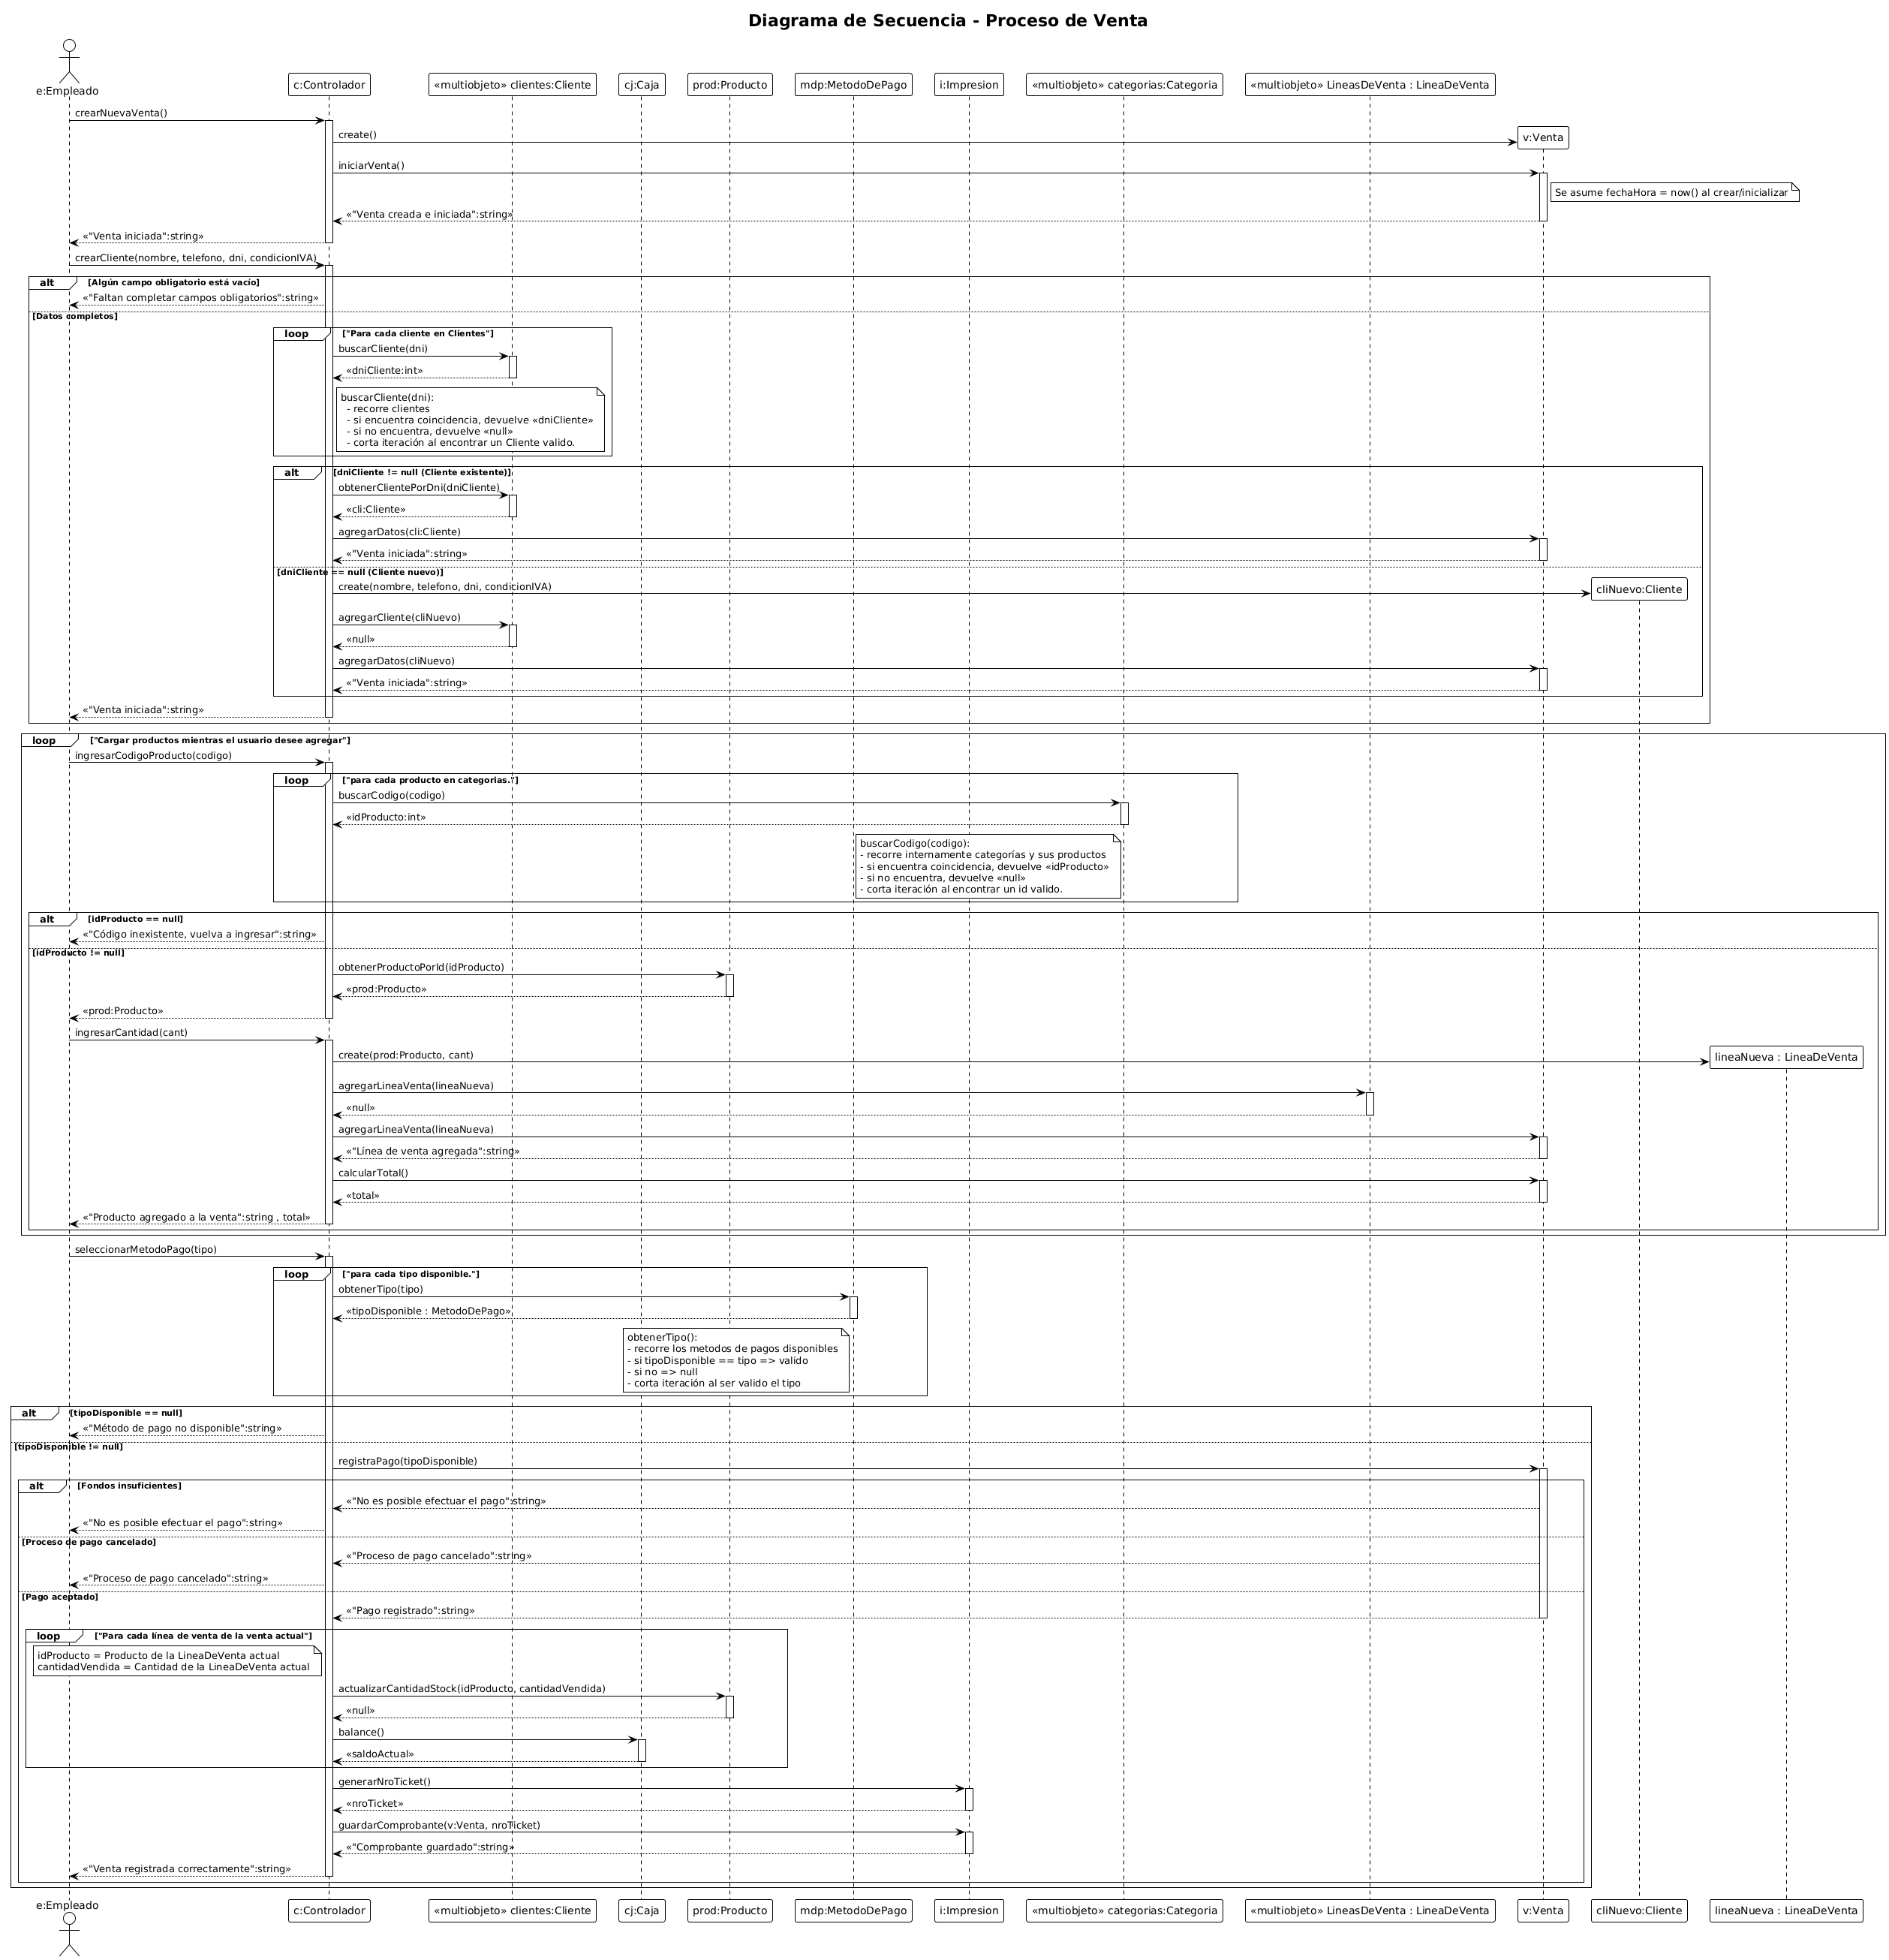 Diagrama de Secuencia - Proceso de Venta
e:Empleado
c:Controlador
«multiobjeto» clientes:Cliente
cj:Caja
prod:Producto
mdp:MetodoDePago
i:Impresion
«multiobjeto» categorias:Categoria
«multiobjeto» LineasDeVenta : LineaDeVenta
crearNuevaVenta()
create()
v:Venta
iniciarVenta()
Se asume fechaHora = now() al crear/inicializar
«"Venta creada e iniciada":string»
«"Venta iniciada":string»
crearCliente(nombre, telefono, dni, condicionIVA)
alt [Algún campo obligatorio está vacío]
«"Faltan completar campos obligatorios":string»
[Datos completos]
loop ["Para cada cliente en Clientes"]
buscarCliente(dni)
«dniCliente:int»
buscarCliente(dni):
- recorre clientes
- si encuentra coincidencia, devuelve «dniCliente»
- si no encuentra, devuelve «null»
- corta iteración al encontrar un Cliente valido.
alt [dniCliente != null (Cliente existente)]
obtenerClientePorDni(dniCliente)
«cli:Cliente»
agregarDatos(cli:Cliente)
«"Venta iniciada":string»
[dniCliente == null (Cliente nuevo)]
create(nombre, telefono, dni, condicionIVA)
cliNuevo:Cliente
agregarCliente(cliNuevo)
«null»
agregarDatos(cliNuevo)
«"Venta iniciada":string»
«"Venta iniciada":string»
loop ["Cargar productos mientras el usuario desee agregar"]
ingresarCodigoProducto(codigo)
loop ["para cada producto en categorias."]
buscarCodigo(codigo)
«idProducto:int»
buscarCodigo(codigo):
- recorre internamente categorías y sus productos
- si encuentra coincidencia, devuelve «idProducto»
- si no encuentra, devuelve «null»
- corta iteración al encontrar un id valido.
alt [idProducto == null]
«"Código inexistente, vuelva a ingresar":string»
[idProducto != null]
obtenerProductoPorId(idProducto)
«prod:Producto»
«prod:Producto»
ingresarCantidad(cant)
create(prod:Producto, cant)
lineaNueva : LineaDeVenta
agregarLineaVenta(lineaNueva)
«null»
agregarLineaVenta(lineaNueva)
«"Línea de venta agregada":string»
calcularTotal()
«total»
«"Producto agregado a la venta":string , total»
seleccionarMetodoPago(tipo)
loop ["para cada tipo disponible."]
obtenerTipo(tipo)
«tipoDisponible : MetodoDePago»
obtenerTipo():
- recorre los metodos de pagos disponibles
- si tipoDisponible == tipo => valido
- si no => null
- corta iteración al ser valido el tipo
alt [tipoDisponible == null]
«"Método de pago no disponible":string»
[tipoDisponible != null]
registraPago(tipoDisponible)
alt [Fondos insuficientes]
«"No es posible efectuar el pago":string»
«"No es posible efectuar el pago":string»
[Proceso de pago cancelado]
«"Proceso de pago cancelado":string»
«"Proceso de pago cancelado":string»
[Pago aceptado]
«"Pago registrado":string»
loop ["Para cada línea de venta de la venta actual"]
idProducto = Producto de la LineaDeVenta actual
cantidadVendida = Cantidad de la LineaDeVenta actual
actualizarCantidadStock(idProducto, cantidadVendida)
«null»
balance()
«saldoActual»
generarNroTicket()
«nroTicket»
guardarComprobante(v:Venta, nroTicket)
«"Comprobante guardado":string»
«"Venta registrada correctamente":string»
e:Empleado
c:Controlador
«multiobjeto» clientes:Cliente
cj:Caja
prod:Producto
mdp:MetodoDePago
i:Impresion
«multiobjeto» categorias:Categoria
«multiobjeto» LineasDeVenta : LineaDeVenta
v:Venta
cliNuevo:Cliente
lineaNueva : LineaDeVenta